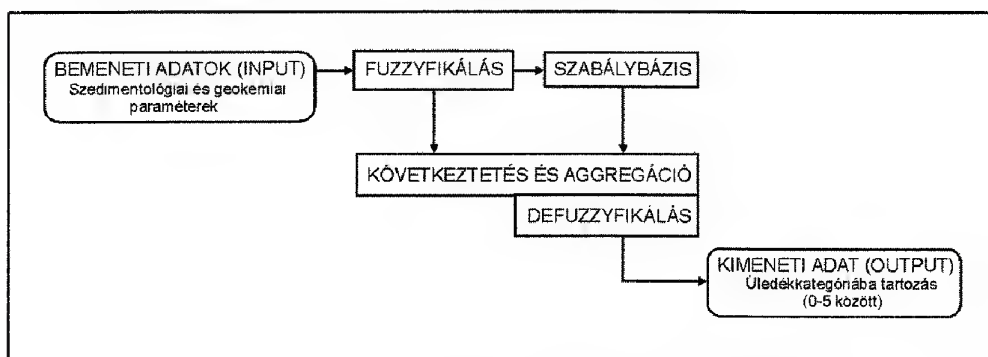 BEMENETI ADATOK (INPUT)
Szedimentológiai és geokemiai
paraméterek
FUZZYFIKÁLÁS
SZABÁLYBÁZIS
KÖVETKEZTETÉS ÉS AGGREGÁCIÓ
DEFUZZYFIKÁLÁS
KIMENETI ADAT (OUTPUT)
Üledékkategóriába tartozás
(0-5 között)